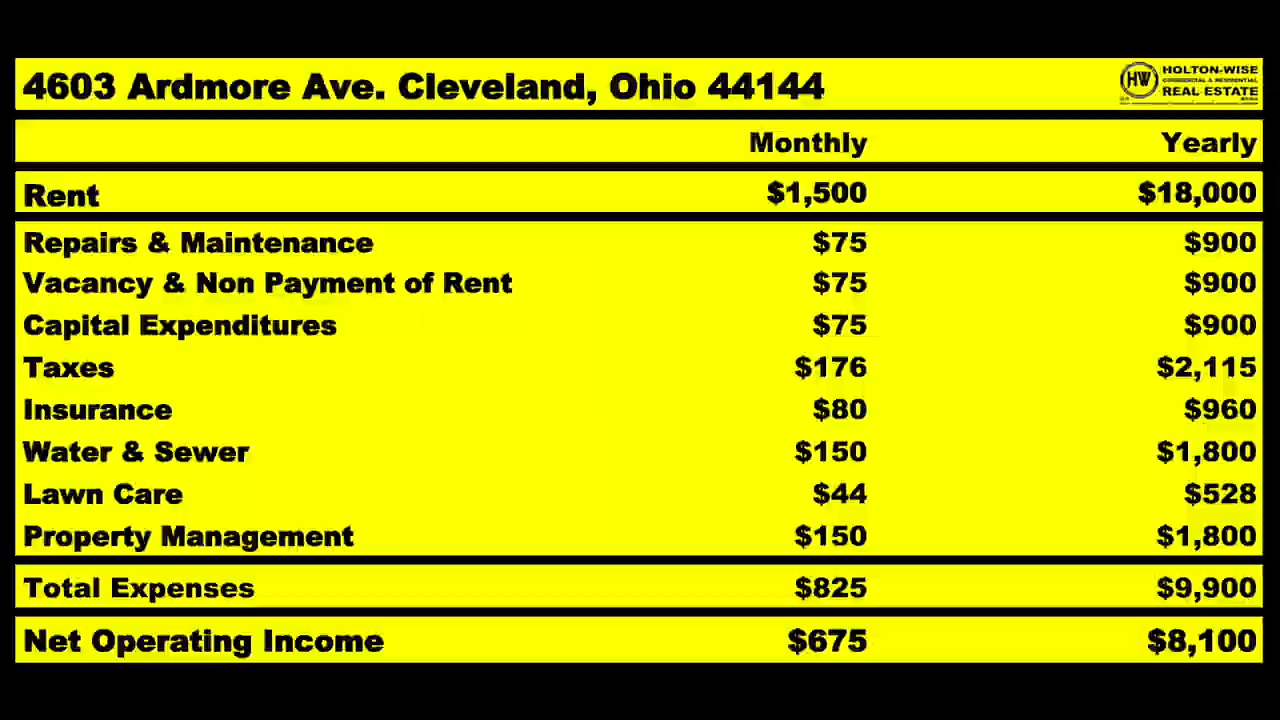 4603 Ardmore Ave. Cleveland, Ohio 44144
HW HOLTON-WISE
COMMERCIAL & RESIDENTIAL
REAL ESTATE
Monthly Yearly
Rent $1,500 $18,000
Repairs & Maintenance $75 $900
Vacancy & Non Payment of Rent $75 $900
Capital Expenditures $75 $900
Taxes $176 $2,115
Insurance $80 $960
Water & Sewer $150 $1,800
Lawn Care $44 $528
Property Management $150 $1,800
Total Expenses $825 $9,900
Net Operating Income $675 $8,100